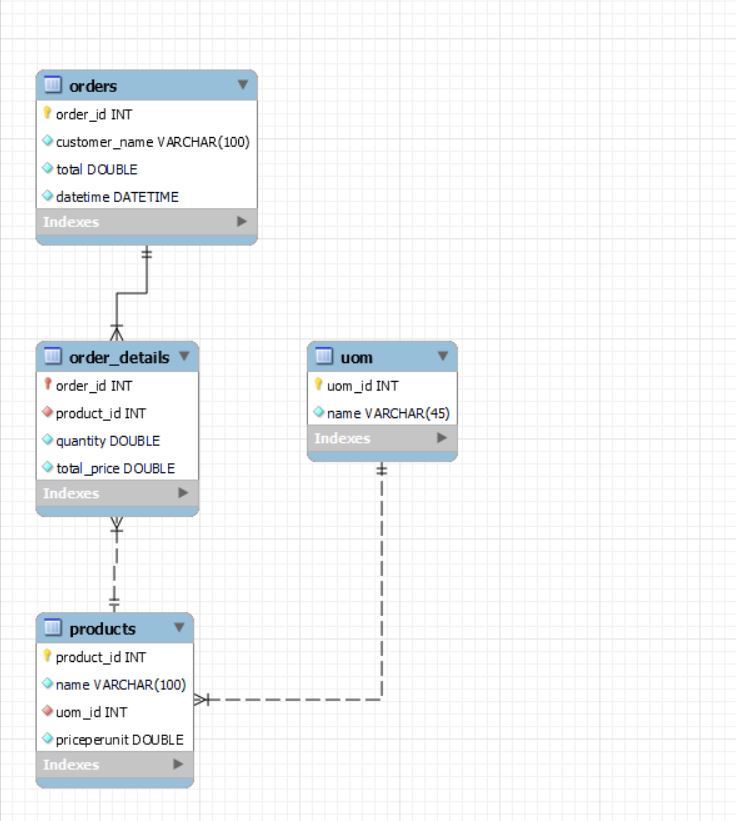 orders
order_id INT
customer_name VARCHAR(100)
total DOUBLE
datetime DATETIME
Indexes
order_details
order_id INT
product_id INT
quantity DOUBLE
total_price DOUBLE
Indexes
uom
uom_id INT
name VARCHAR(45)
Indexes
products
product_id INT
name VARCHAR(100)
uom_id INT
priceperunit DOUBLE
Indexes